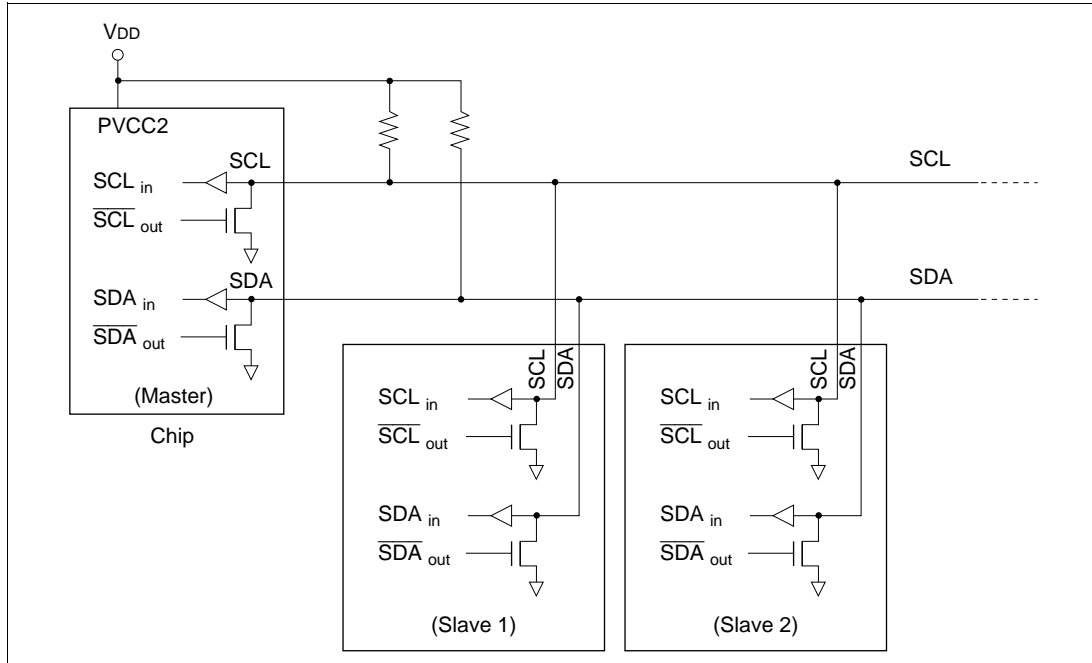 VDD
PVCC2
SCL
SCL in
SCL out
SDA
SDA in
SDA out
(Master)
Chip
SCL
SDA
SCL
SDA
SCL in
SCL out
SDA in
SDA out
(Slave 1)
SCL
SDA
SCL in
SCL out
SDA in
SDA out
(Slave 2)